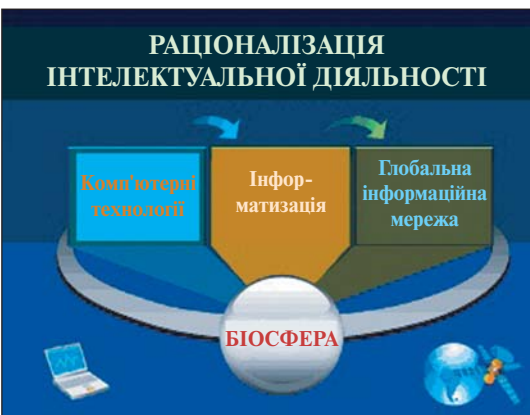 РАЦІОНАЛІЗАЦІЯ
ІНТЕЛЕКТУАЛЬНОЇ ДІЯЛЬНОСТІ
Комп'ютерні
технології
Інфор-
матизація
Глобальна
інформаційна
мережа
БІОСФЕРА